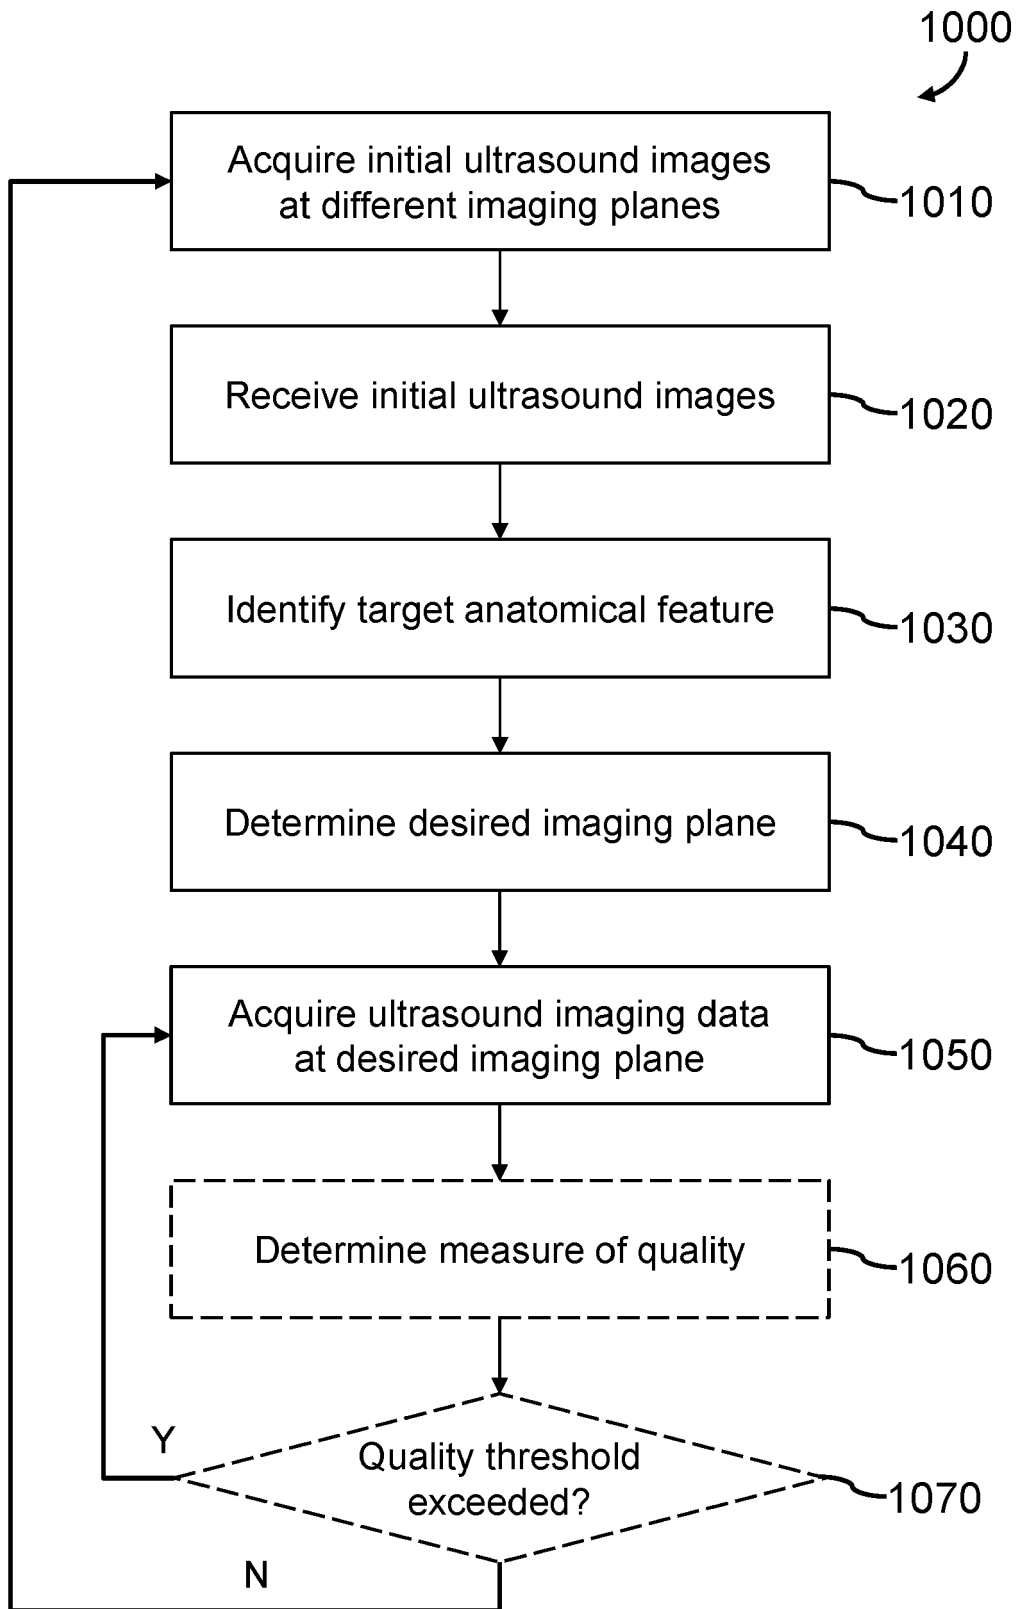 1000
Acquire initial ultrasound images
at different imaging planes
1010
Receive initial ultrasound images
1020
Identify target anatomical feature
1030
Determine desired imaging plane
1040
Acquire ultrasound imaging data
at desired imaging plane
1050
Determine measure of quality
1060
Y
Quality threshold
exceeded?
1070
N